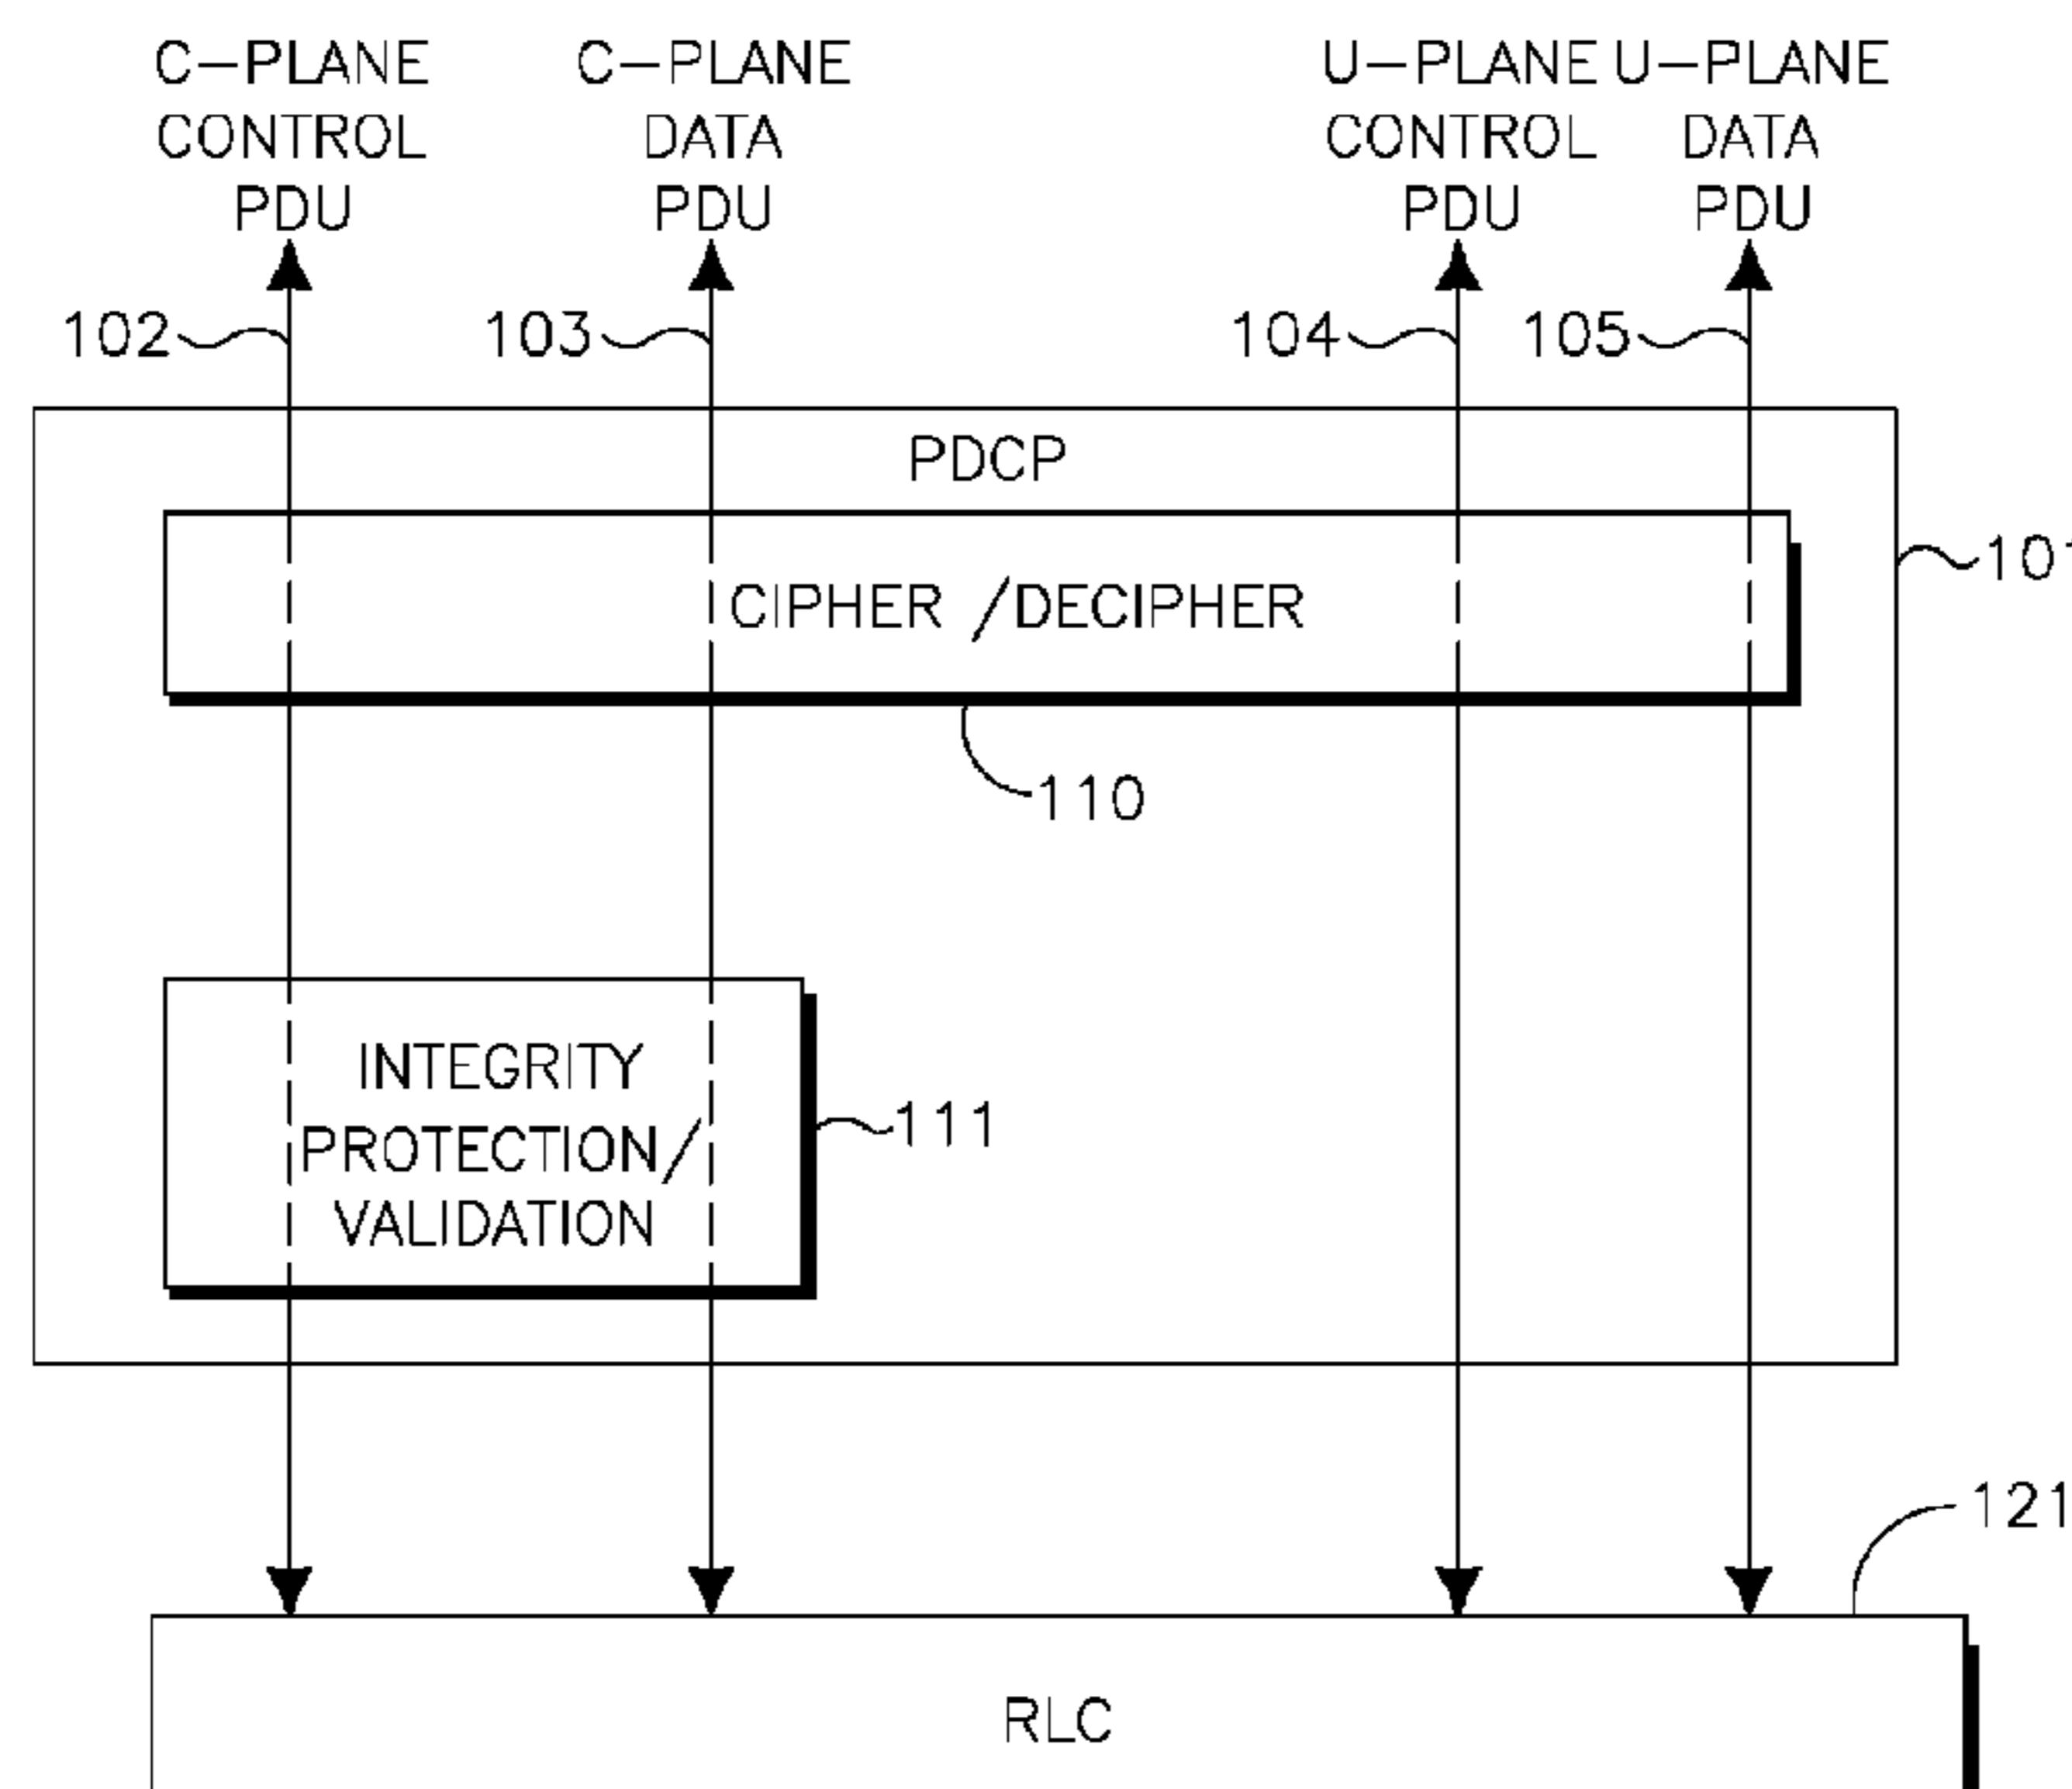 C-PLANE CONTROL PDU
C-PLANE DATA PDU
U-PLANE CONTROL PDU
U-PLANE DATA PDU
102
103
104
105
PDCP
101
CIPHER /DECIPHER
110
INTEGRITY
PROTECTION/
VALIDATION
111
121
RLC